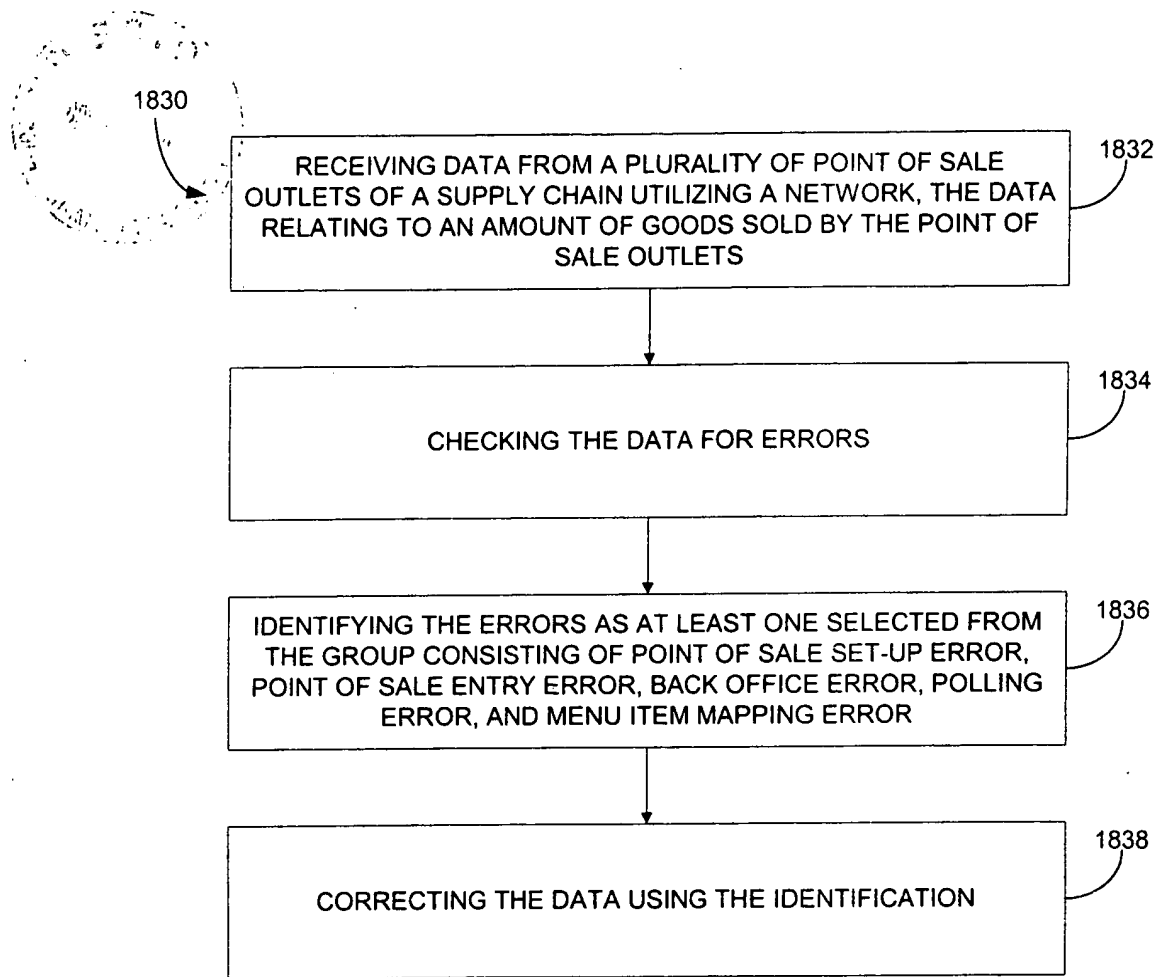 1830
RECEIVING DATA FROM A PLURALITY OF POINT OF SALE
OUTLETS OF A SUPPLY CHAIN UTILIZING A NETWORK, THE DATA
RELATING TO AN AMOUNT OF GOODS SOLD BY THE POINT OF
SALE OUTLETS
1832
CHECKING THE DATA FOR ERRORS
1834
IDENTIFYING THE ERRORS AS AT LEAST ONE SELECTED FROM
THE GROUP CONSISTING OF POINT OF SALE SET-UP ERROR,
POINT OF SALE ENTRY ERROR, BACK OFFICE ERROR, POLLING
ERROR, AND MENU ITEM MAPPING ERROR
1836
CORRECTING THE DATA USING THE IDENTIFICATION
1838